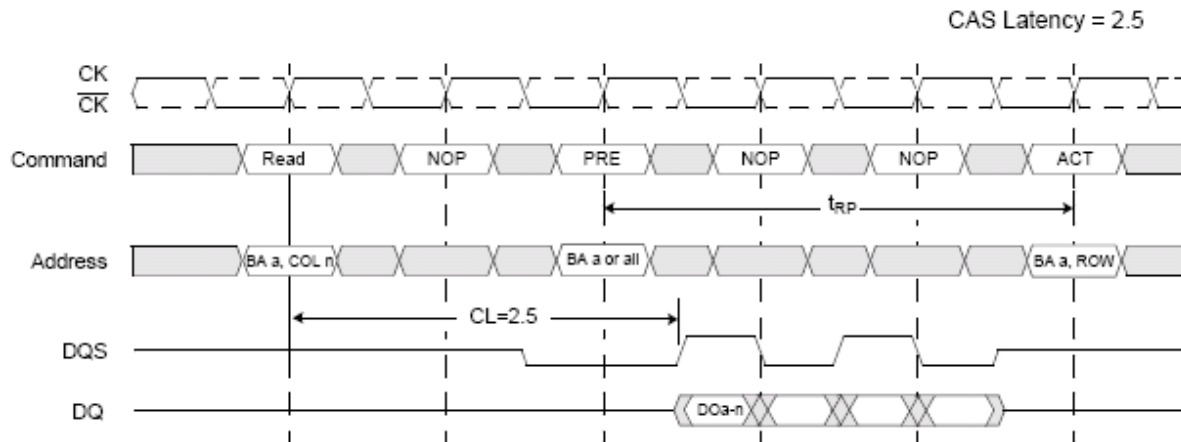 CAS Latency = 2.5
CK
CK
Command
Read
NOP
PRE
NOP
NOP
ACT
tRP
Address
BA a, COL n
BA a or all
BA a, ROW
CL=2.5
DQS
DQ
DOa-n